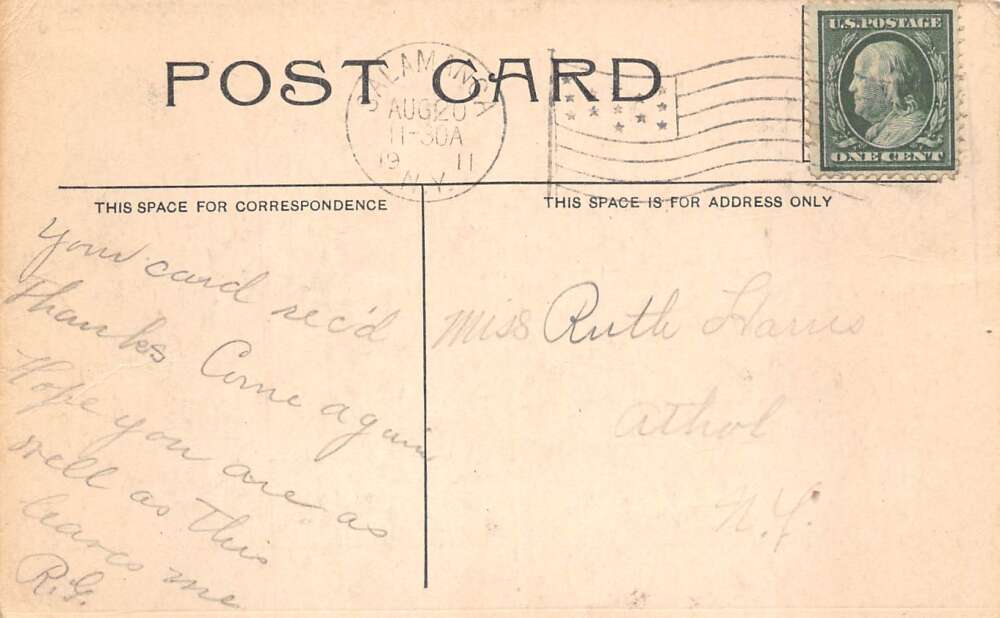 POST CARD
SALAMANCA
AUG 20
11-30A
19 11
N.Y.
U.S. POSTAGE
ONE CENT
THIS SPACE FOR CORRESPONDENCE
THIS SPACE IS FOR ADDRESS ONLY
Your card rec'd
Thanks Come again
Hope you are as
well as this
leaves me
R.G.
Miss Ruth Harris
Athol
N.Y.